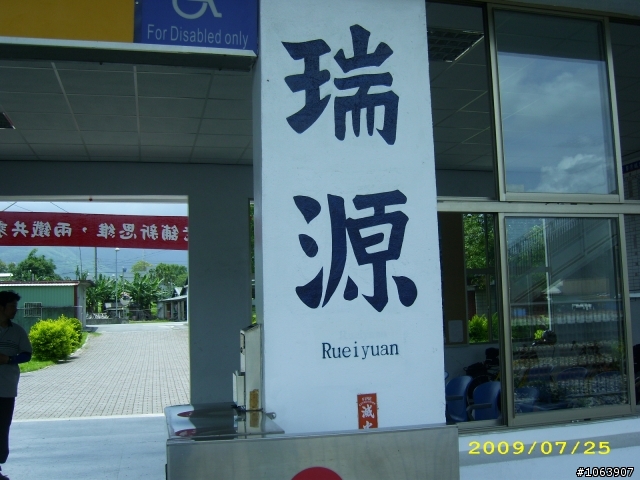 For Disabled only
瑞源
Rueiyuan
2009/07/25
#1063907